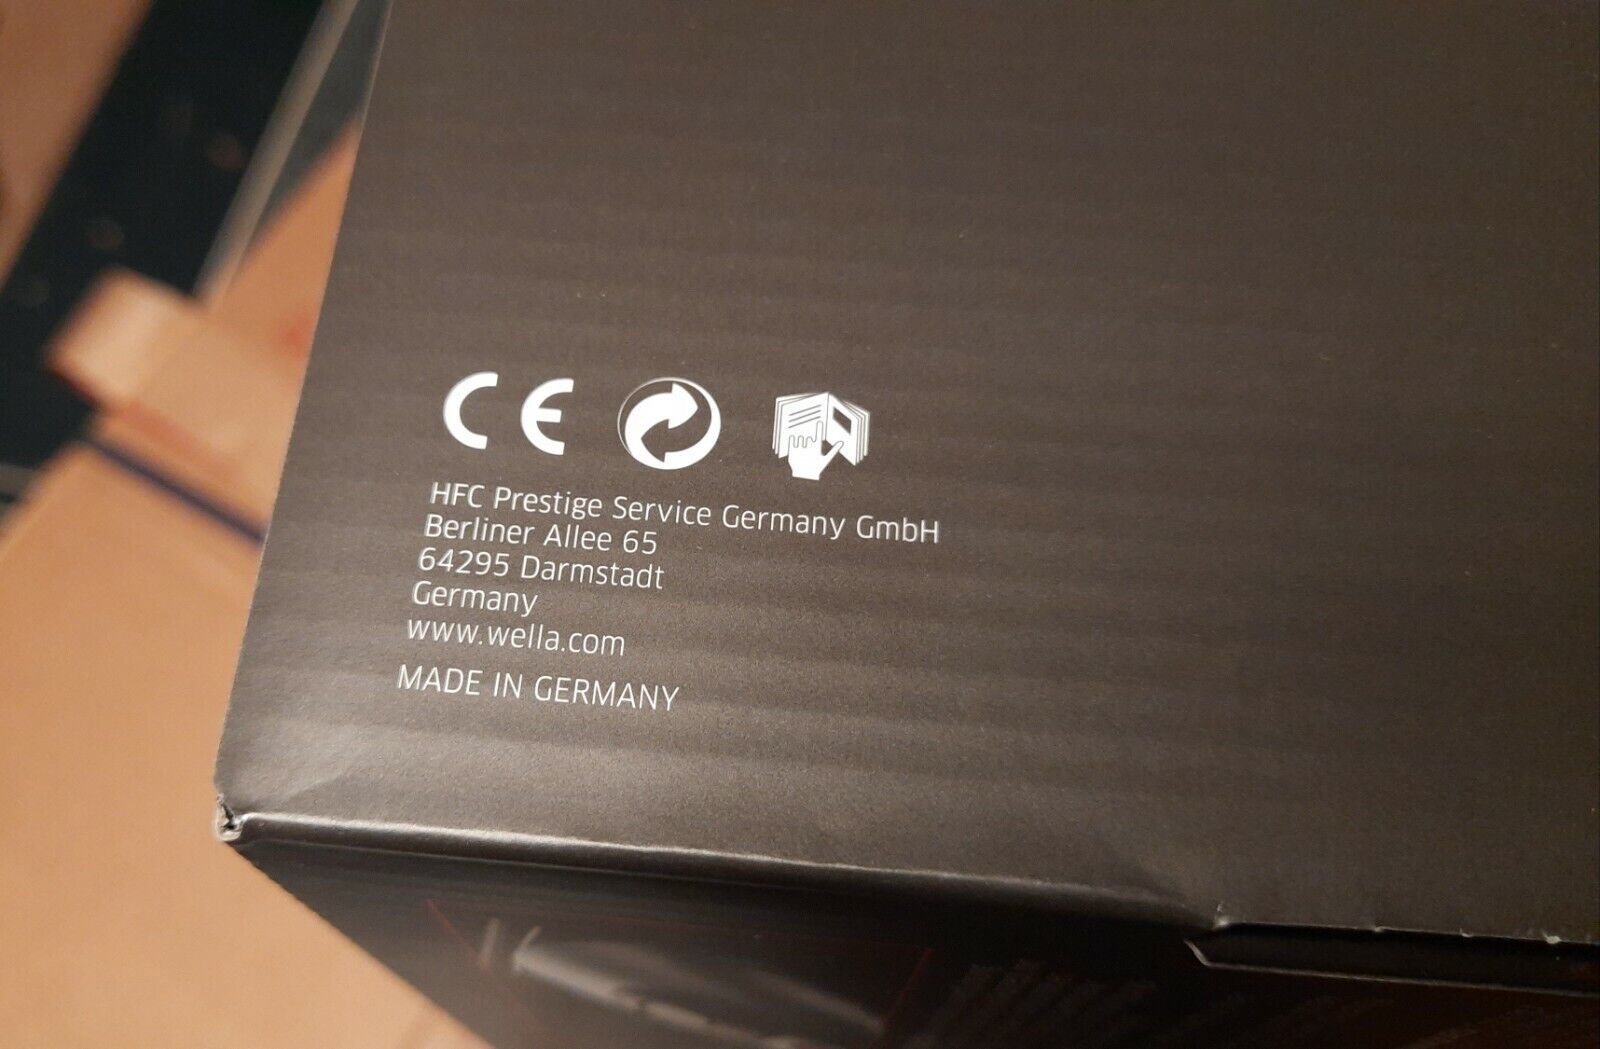 CE
HFC Prestige Service Germany GmbH
Berliner Allee 65
64295 Darmstadt
Germany
www.wella.com
MADE IN GERMANY